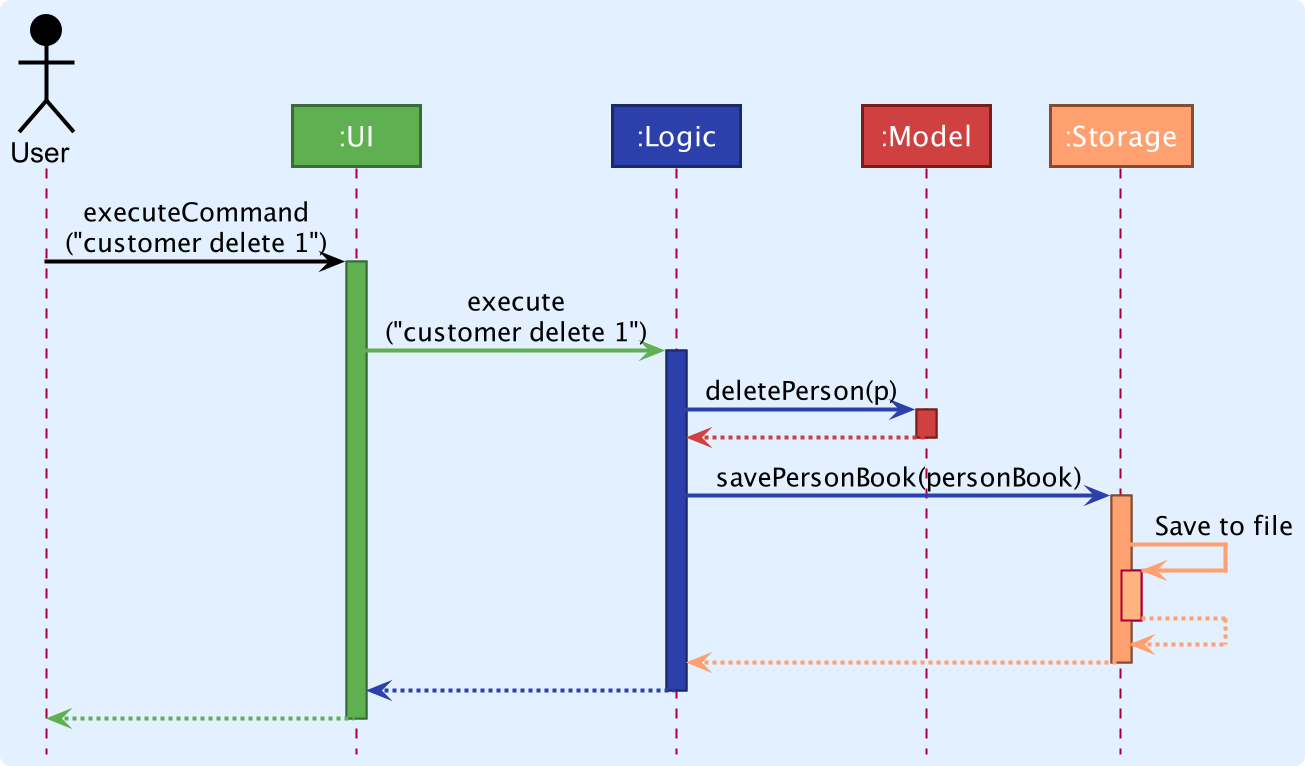 User
:UI
:Logic
:Model
:Storage
executeCommand
("customer delete 1")
execute
("customer delete 1")
deletePerson(p)
savePersonBook(personBook)
Save to file